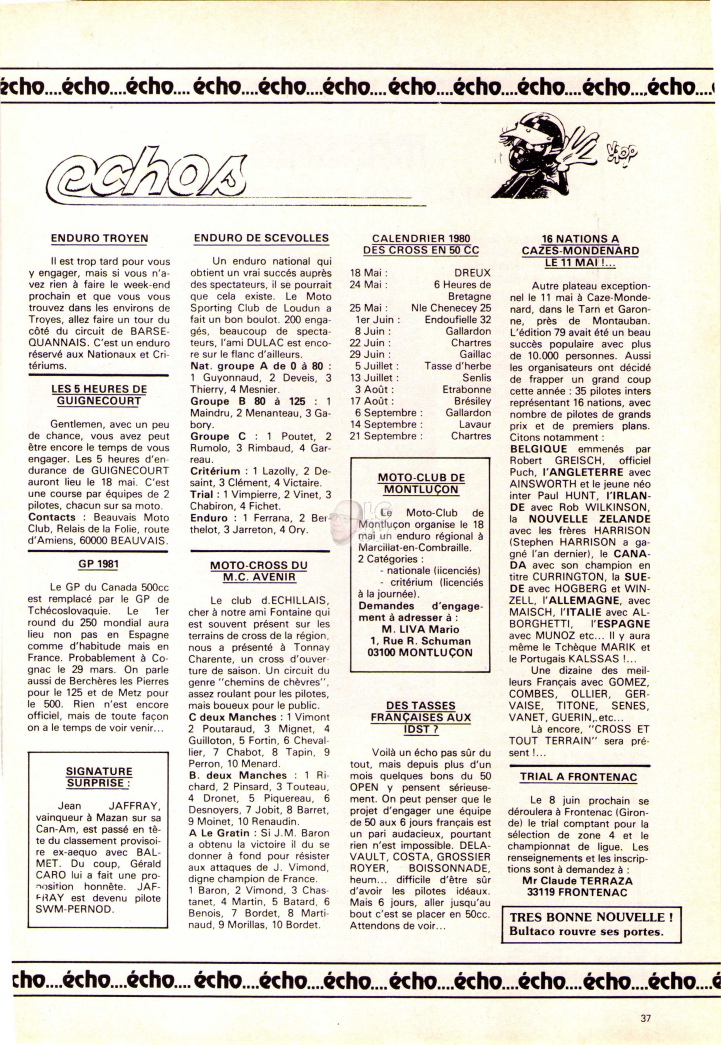 écho....écho....écho.... écho....écho....écho....écho....écho....écho....écho....
echos
ENDURO TROYEN
Il est trop tard pour vous
y engager, mais si vous n'a-
vez rien à faire le week-end
prochain et que vous vous
trouvez dans les environs de
Troyes, allez faire un tour du
côté du circuit de BARSE-
QUANNAIS. C'est un enduro
réservé aux Nationaux et Cri-
tériums.
LES 5 HEURES DE
GUIGNECOURT
Gentlemen, avec un peu
de chance, vous avez peut
être encore le temps de vous
engager. Les 5 heures d'en-
durance de GUIGNECOURT
auront lieu le 18 mai. C'est
une course par équipes de 2
pilotes, chacun sur sa moto.
Contacts : Beauvais Moto
Club, Relais de la Folie, route
d'Amiens, 60000 BEAUVAIS.
GP 1981
Le GP du Canada 500cc
est remplacé par le GP de
Tchécoslovaquie. Le 1er
round du 250 mondial aura
lieu non pas en Espagne
comme d'habitude mais en
France. Probablement à Co-
gnac le 29 mars. On parle
aussi de Berchères les Pierres
pour le 125 et de Metz pour
le 500. Rien n'est encore
officiel, mais de toute façon
on a le temps de voir venir...
SIGNATURE
SURPRISE :
Jean JAFFRAY,
vainqueur à Mazan sur sa
Can-Am, est passé en tê-
te du classement provisoi-
re ex-aequo avec BAL-
MET. Du coup, Gérald
CARO lui a fait une pro-
position honnête. JAF-
FRAY est devenu pilote
SWM-PERNOD.
ENDURO DE SCEVOLLES
Un enduro national qui
obtient un vrai succés auprès
des spectateurs, il se pourrait
que cela existe. Le Moto
Sporting Club de Loudun a
fait un bon boulot. 200 enga-
gés, beaucoup de specta-
teurs, l'ami DULAC est enco-
re sur le flanc d'ailleurs.
Nat. groupe A de 0 à 80 :
1 Guyonnaud, 2 Deveis, 3
Thierry, 4 Mesnier.
Groupe B 80 à 125 : 1
Maindru, 2 Menanteau, 3 Ga-
bory.
Groupe C : 1 Poutet, 2
Rumolo, 3 Rimbaud, 4 Gar-
reau.
Critérium : 1 Lazolly, 2 De-
saint, 3 Clément, 4 Victaire.
Trial : 1 Vimpierre, 2 Vinet, 3
Chabiron, 4 Fichet.
Enduro : 1 Ferrana, 2 Ber-
thelot, 3 Jarreton, 4 Ory.
MOTO-CROSS DU
M.C. AVENIR
Le club d.ECHILLAIS,
cher à notre ami Fontaine qui
est souvent présent sur les
terrains de cross de la région,
nous a présenté à Tonnay
Charente, un cross d'ouver-
ture de saison. Un circuit du
genre "chemins de chèvres",
assez roulant pour les pilotes,
mais boueux pour le public.
C deux Manches : 1 Vimont
2 Poutaraud, 3 Mignet, 4
Guilloton, 5 Fortin, 6 Cheval-
lier, 7 Chabot, 8 Tapin, 9
Perron, 10 Menard.
B. deux Manches : 1 Ri-
chard, 2 Pinsard, 3 Touteau,
4 Dronet, 5 Piquereau, 6
Desnoyers, 7 Jobit, 8 Barret,
9 Moinet, 10 Renaudin.
A Le Gratin : Si J.M. Baron
a obtenu la victoire il du se
donner à fond pour résister
aux attaques de J. Vimond,
digne champion de France.
1 Baron, 2 Vimond, 3 Chas-
tanet, 4 Martin, 5 Batard, 6
Benois, 7 Bordet, 8 Marti-
naud, 9 Morillas, 10 Bordet.
CALENDRIER 1980
DES CROSS EN 50 CC
18 Mai : DREUX
24 Mai : 6 Heures de
Bretagne
25 Mai : Nle Chenecey 25
1er Juin : Endoufielle 32
8 Juin : Gallardon
22 Juin : Chartres
29 Juin : Gaillac
5 Juillet : Tasse d'herbe
13 Juillet : Senlis
3 Août : Etrabonne
17 Août : Brésiley
6 Septembre : Gallardon
14 Septembre : Lavaur
21 Septembre : Chartres
MOTO-CLUB DE
MONTLUÇON
Le Moto-Club de
Montluçon organise le 18
mai un enduro régional à
Marcillat-en-Combraille.
2 Catégories :
- nationale (licenciés)
- critérium (licenciés
à la journée).
Demandes d'engage-
ment à adresser à :
M. LIVA Mario
1, Rue R. Schuman
03100 MONTLUÇON
DES TASSES
FRANÇAISES AUX
IDST ?
Voilà un écho pas sûr du
tout, mais depuis plus d'un
mois quelques bons du 50
OPEN y pensent sérieuse-
ment. On peut penser que le
projet d'engager une équipe
de 50 aux 6 jours français est
un pari audacieux, pourtant
rien n'est impossible. DELA-
VAULT, COSTA, GROSSIER
ROYER, BOISSONNADE,
heum... difficile d'être sûr
d'avoir les pilotes idéaux.
Mais 6 jours, aller jusqu'au
bout c'est se placer en 50cc.
Attendons de voir...
16 NATIONS A
CAZES-MONDENARD
LE 11 MAI !...
Autre plateau exception-
nel le 11 mai à Caze-Monde-
nard, dans le Tarn et Garon-
ne, près de Montauban.
L'édition 79 avait été un beau
succès populaire avec plus
de 10.000 personnes. Aussi
les organisateurs ont décidé
de frapper un grand coup
cette année : 35 pilotes inters
représentant 16 nations, avec
nombre de pilotes de grands
prix et de premiers plans.
Citons notamment :
BELGIQUE emmenés par
Robert GREISCH, officiel
Puch, l'ANGLETERRE avec
AINSWORTH et le jeune néo
inter Paul HUNT, l'IRLAN-
DE avec Rob WILKINSON,
la NOUVELLE ZELANDE
avec les frères HARRISON
(Stephen HARRISON a ga-
gné l'an dernier), le CANA-
DA avec son champion en
titre CURRINGTON, la SUE-
DE avec HOGBERG et WIN-
ZELL, l'ALLEMAGNE, avec
MAISCH, l'ITALIE avec AL-
BORGHETTI, l'ESPAGNE
avec MUNOZ etc... Il y aura
même le Tchèque MARIK et
le Portugais KALSSAS !...
Une dizaine des meil-
leurs Français avec GOMEZ,
COMBES, OLLIER, GER-
VAISE, TITONE, SENES,
VANET, GUERIN,.etc...
Là encore, "CROSS ET
TOUT TERRAIN" sera pré-
sent !...
TRIAL A FRONTENAC
Le 8 juin prochain se
déroulera à Frontenac (Giron-
de) le trial comptant pour la
sélection de zone 4 et le
championnat de ligue. Les
renseignements et les inscrip-
tions sont à demandez à :
Mr Claude TERRAZA
33119 FRONTENAC
TRES BONNE NOUVELLE !
Bultaco rouvre ses portes.
cho....écho....écho....écho.... écho....écho....écho....écho....écho....écho....é
37